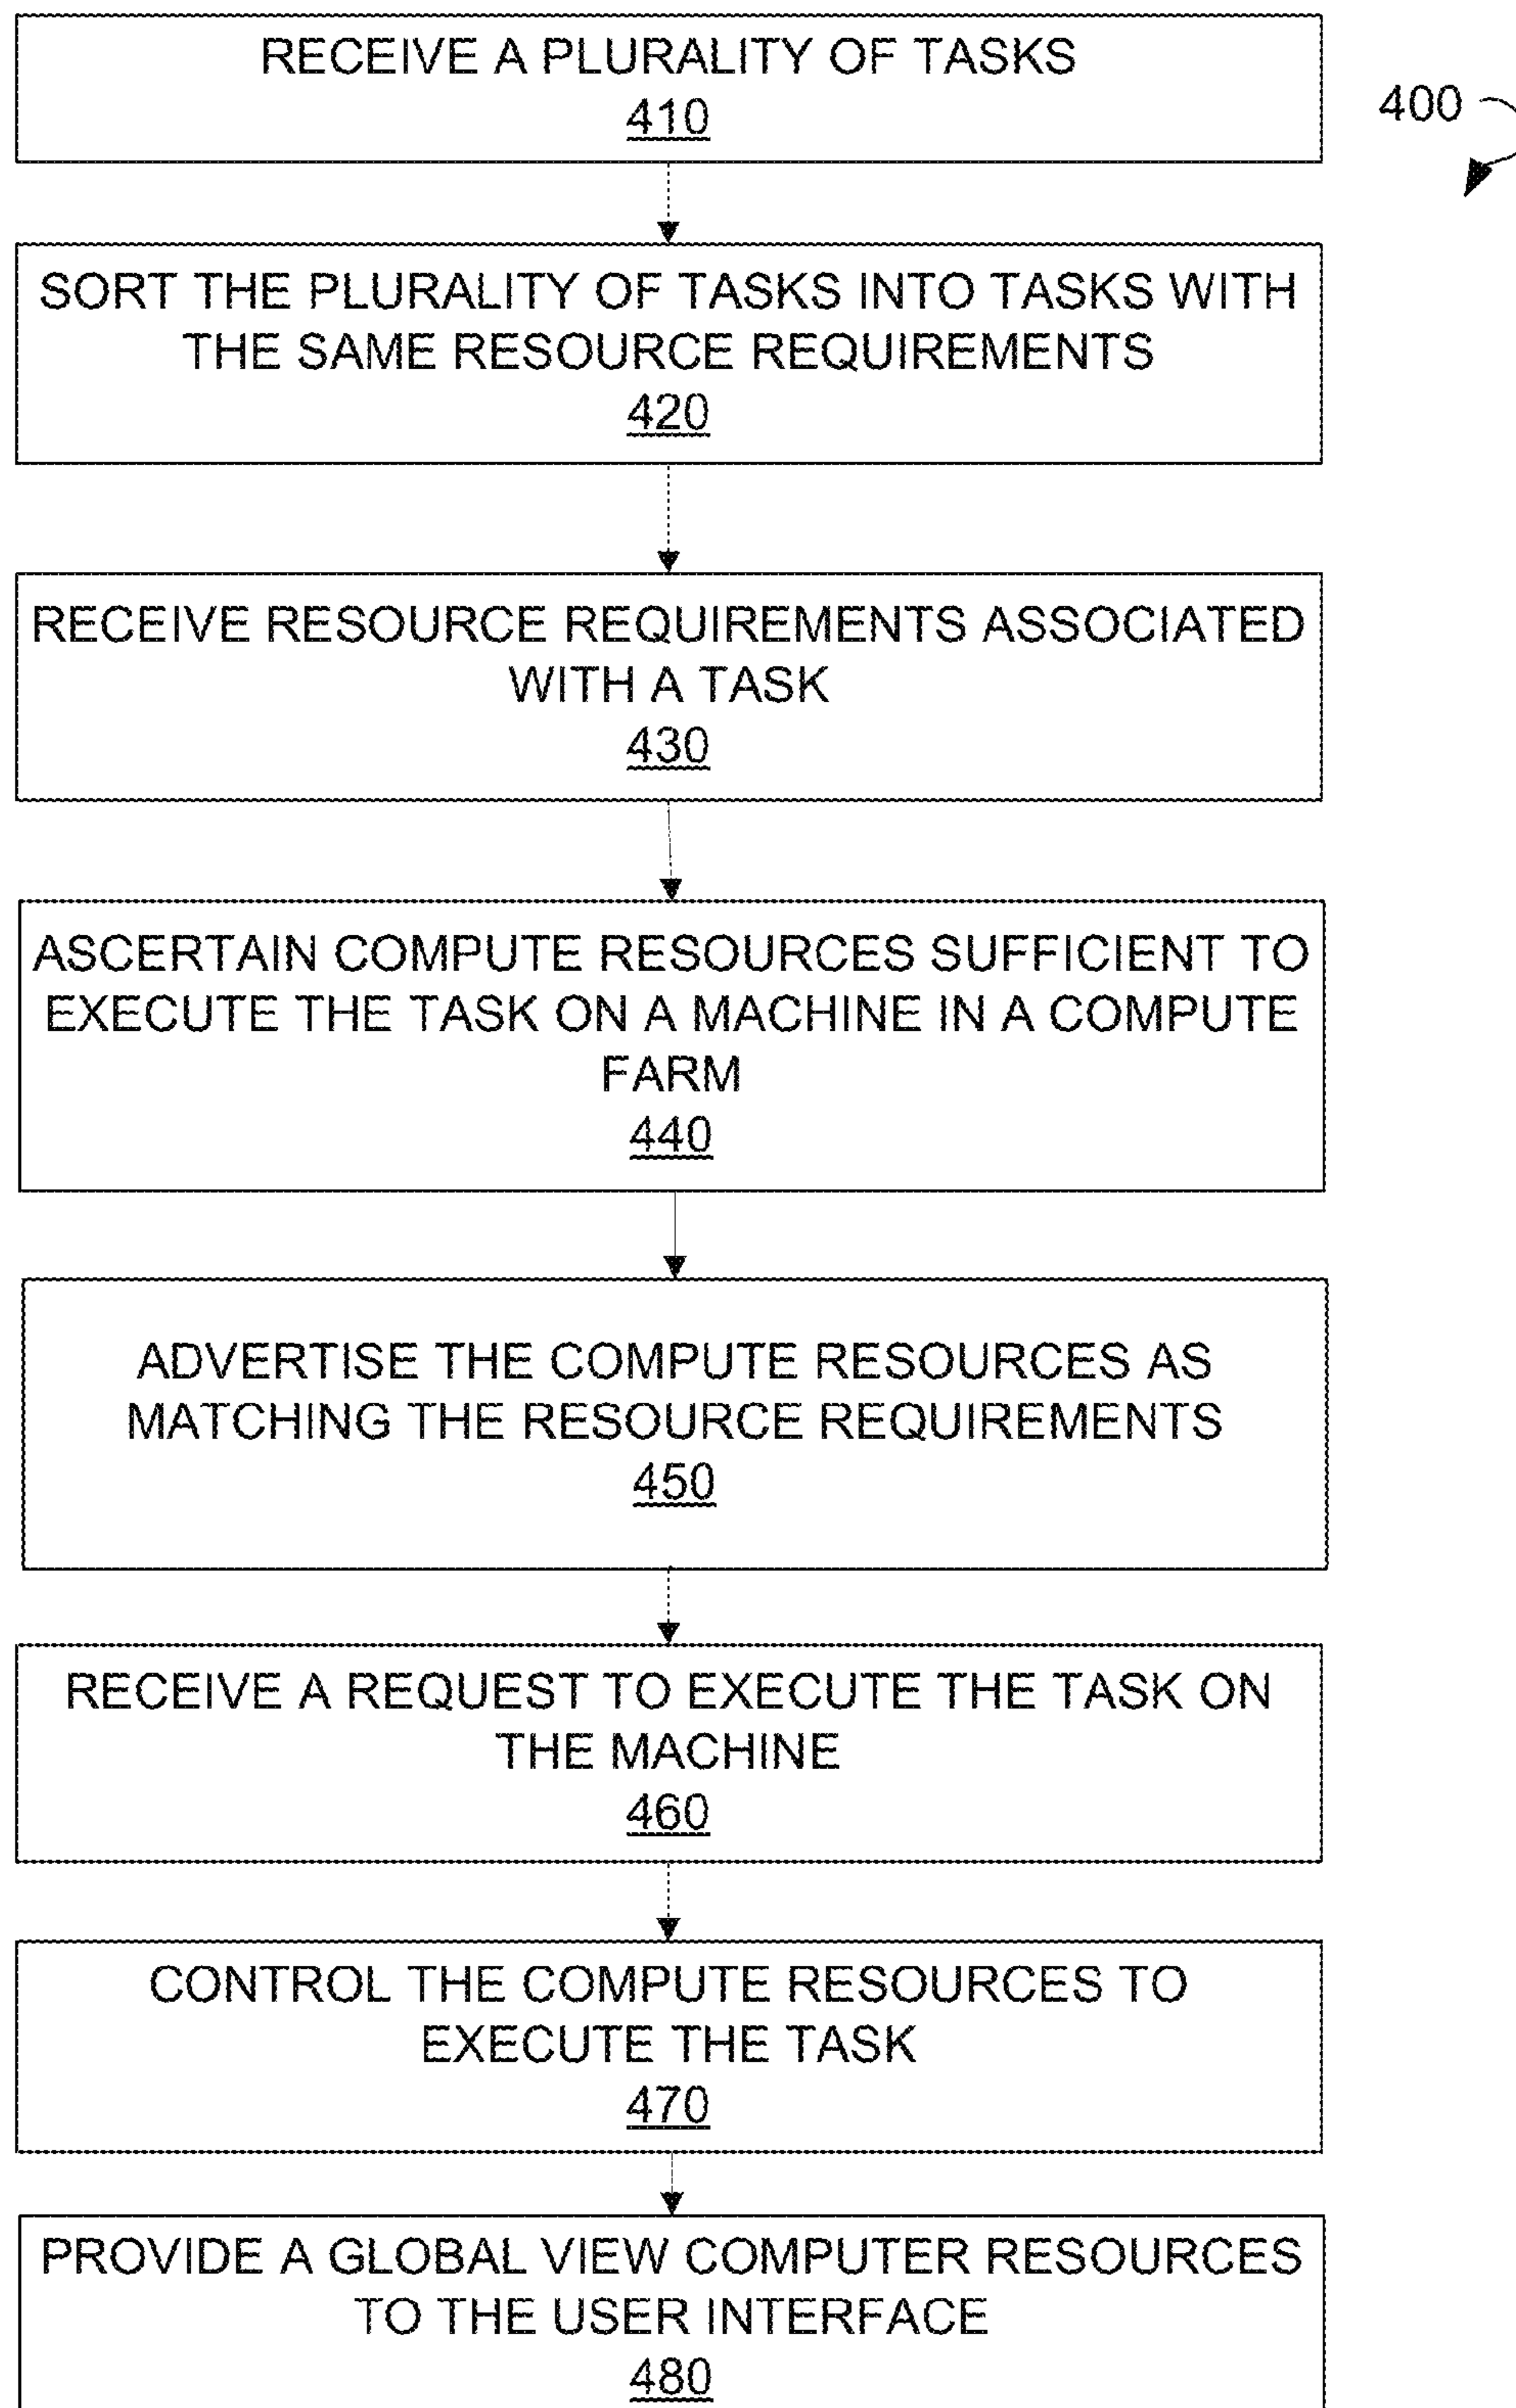 RECEIVE A PLURALITY OF TASKS
410
400
SORT THE PLURALITY OF TASKS INTO TASKS WITH
THE SAME RESOURCE REQUIREMENTS
420
RECEIVE RESOURCE REQUIREMENTS ASSOCIATED
WITH A TASK
430
ASCERTAIN COMPUTE RESOURCES SUFFICIENT TO
EXECUTE THE TASK ON A MACHINE IN A COMPUTE
FARM
440
ADVERTISE THE COMPUTE RESOURCES AS
MATCHING THE RESOURCE REQUIREMENTS
450
RECEIVE A REQUEST TO EXECUTE THE TASK ON
THE MACHINE
460
CONTROL THE COMPUTE RESOURCES TO
EXECUTE THE TASK
470
PROVIDE A GLOBAL VIEW COMPUTER RESOURCES
TO THE USER INTERFACE
480